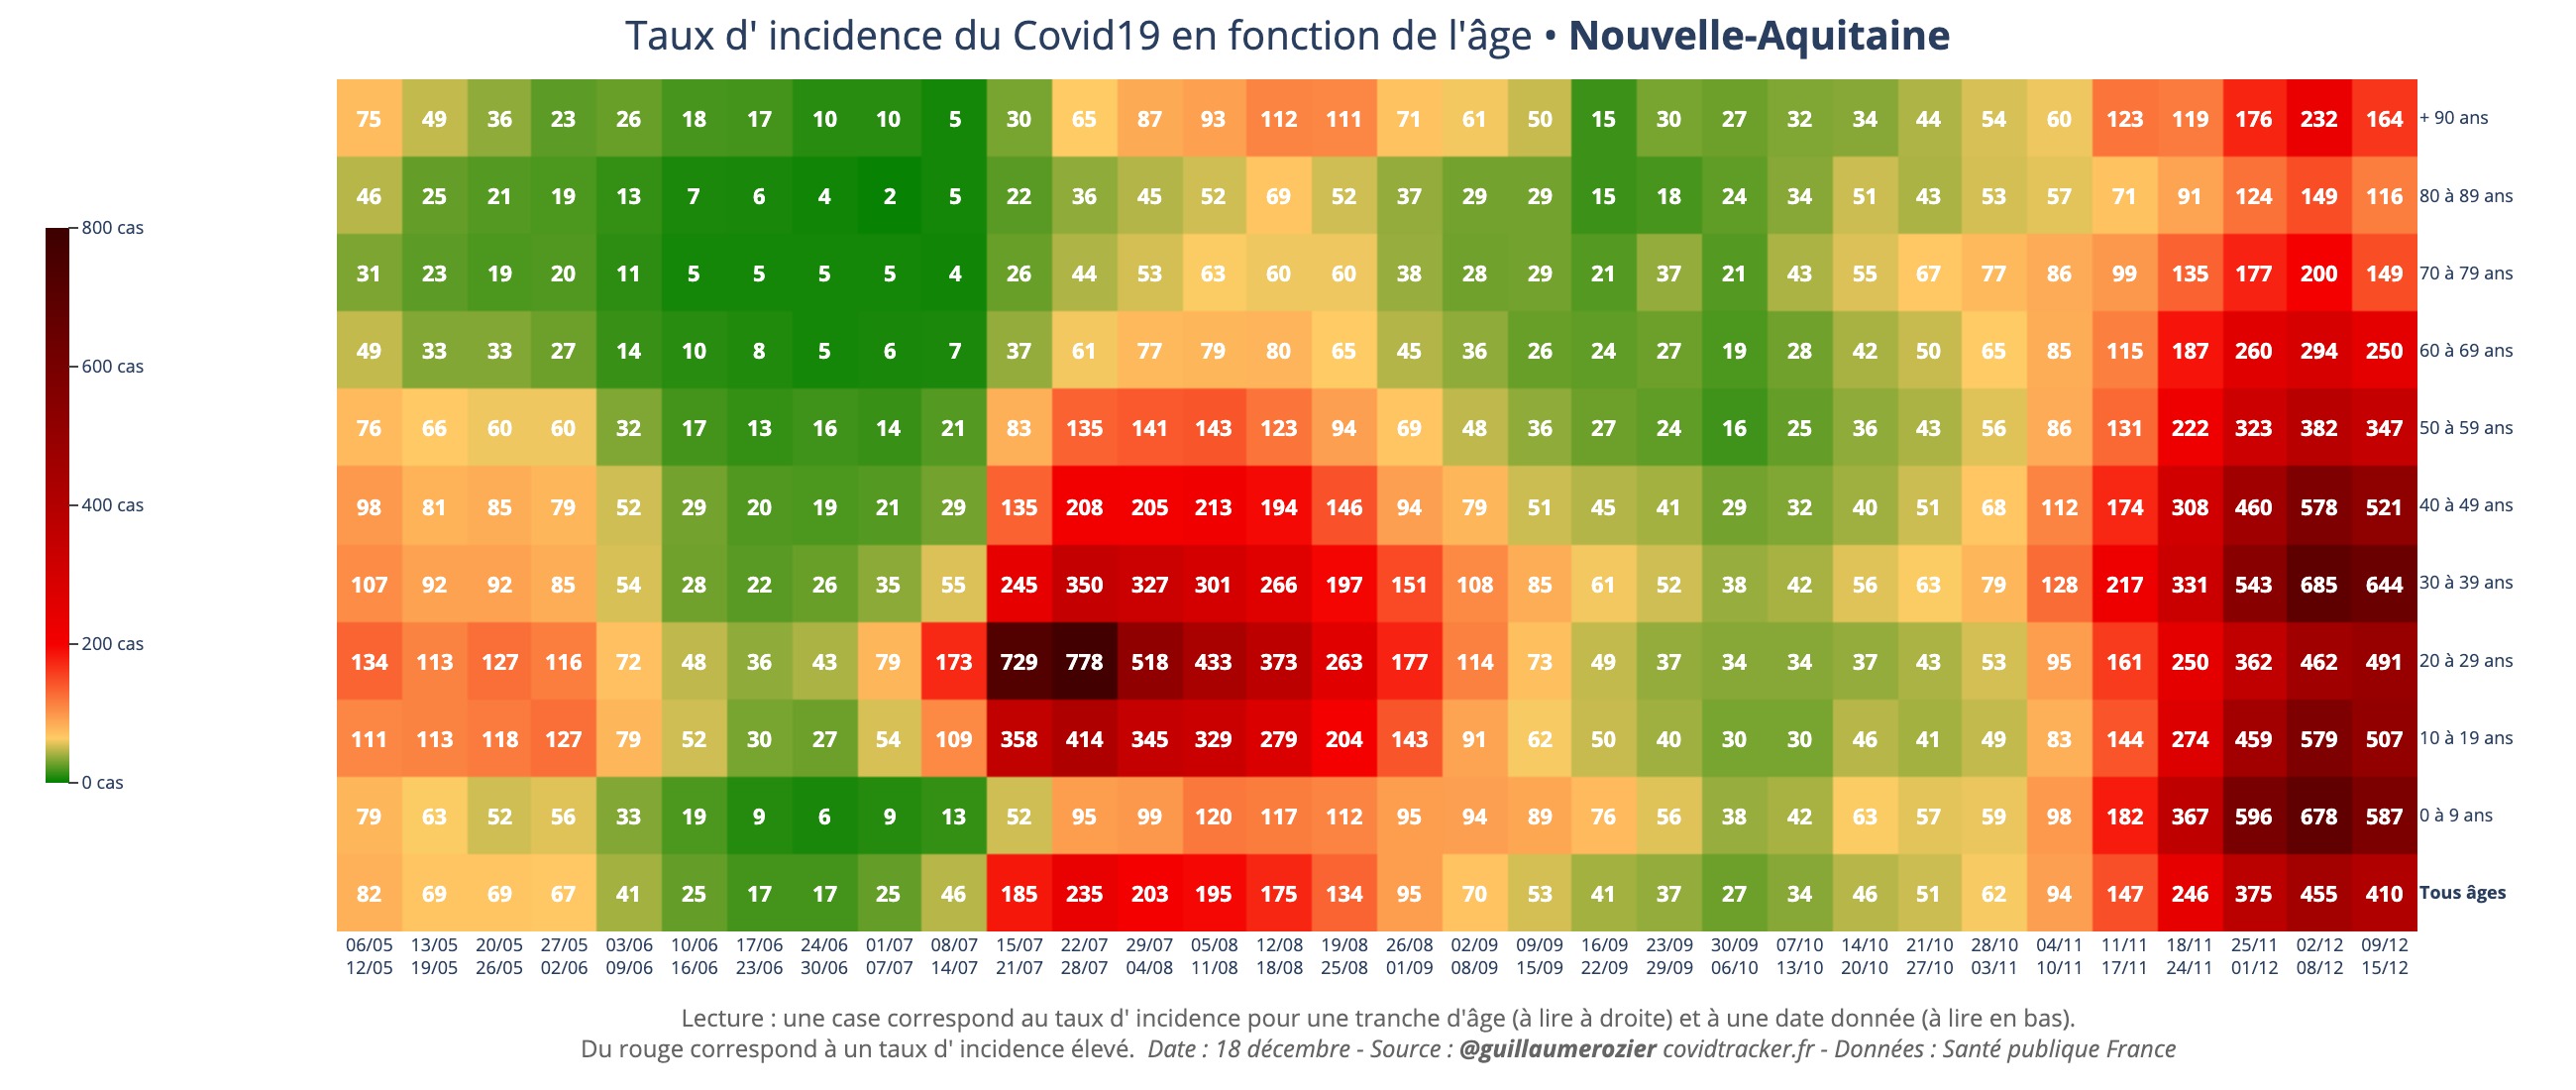 Taux d' incidence du Covid19 en fonction de l'âge • Nouvelle-Aquitaine
75 49 36 23 26 18 17 10 10 5 30 65 87 93 112 111 71 61 50 15 30 27 32 34 44 54 60 123 119 176 232 164 + 90 ans
46 25 21 19 13 7 6 4 2 5 22 36 45 52 69 52 37 29 29 15 18 24 34 51 43 53 57 71 91 124 149 116 80 à 89 ans
31 23 19 20 11 5 5 5 5 4 26 44 53 63 60 60 38 28 29 21 37 21 43 55 67 77 86 99 135 177 200 149 70 à 79 ans
49 33 33 27 14 10 8 5 6 7 37 61 77 79 80 65 45 36 26 24 27 19 28 42 50 65 85 115 187 260 294 250 60 à 69 ans
76 66 60 60 32 17 13 16 14 21 83 135 141 143 123 94 69 48 36 27 24 16 25 36 43 56 86 131 222 323 382 347 50 à 59 ans
98 81 85 79 52 29 20 19 21 29 135 208 205 213 194 146 94 79 51 45 41 29 32 40 51 68 112 174 308 460 578 521 40 à 49 ans
107 92 92 85 54 28 22 26 35 55 245 350 327 301 266 197 151 108 85 61 52 38 42 56 63 79 128 217 331 543 685 644 30 à 39 ans
134 113 127 116 72 48 36 43 79 173 729 778 518 433 373 263 177 114 73 49 37 34 34 37 43 53 95 161 250 362 462 491 20 à 29 ans
111 113 118 127 79 52 30 27 54 109 358 414 345 329 279 204 143 91 62 50 40 30 30 46 41 49 83 144 274 459 579 507 10 à 19 ans
79 63 52 56 33 19 9 6 9 13 52 95 99 120 117 112 95 94 89 76 56 38 42 63 57 59 98 182 367 596 678 587 0 à 9 ans
82 69 69 67 41 25 17 17 25 46 185 235 203 195 175 134 95 70 53 41 37 27 34 46 51 62 94 147 246 375 455 410 Tous âges
06/05 13/05 20/05 27/05 03/06 10/06 17/06 24/06 01/07 08/07 15/07 22/07 29/07 05/08 12/08 19/08 26/08 02/09 09/09 16/09 23/09 30/09 07/10 14/10 21/10 28/10 04/11 11/11 18/11 25/11 02/12 09/12
12/05 19/05 26/05 02/06 09/06 16/06 23/06 30/06 07/07 14/07 21/07 28/07 04/08 11/08 18/08 25/08 01/09 08/09 15/09 22/09 29/09 06/10 13/10 20/10 27/10 03/11 10/11 17/11 24/11 01/12 08/12 15/12
800 cas
600 cas
400 cas
200 cas
0 cas
Lecture : une case correspond au taux d' incidence pour une tranche d'âge (à lire à droite) et à une date donnée (à lire en bas).
Du rouge correspond à un taux d' incidence élevé. Date : 18 décembre - Source : @guillaumerozier covidtracker.fr - Données : Santé publique France